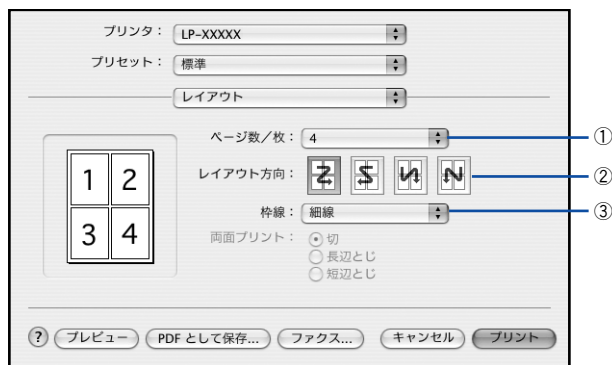 プリンタ： LP-XXXXX
プリセット： 標準
レイアウト
ページ数／枚： 4 ①
1 2
3 4
レイアウト方向： ②
枠線： 細線 ③
両面プリント： 切
長辺とじ
短辺とじ
? プレビュー PDF として保存... ファクス... キャンセル プリント